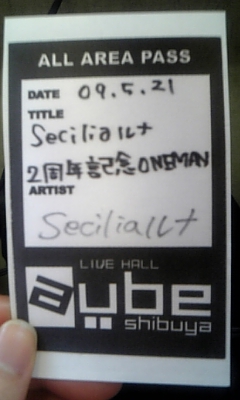 ALL AREA PASS
DATE 09.5.21
TITLE
Seciliaルナ
2周年記念ONEMAN
ARTIST
Seciliaルナ
LIVE HALL
aube
shibuya